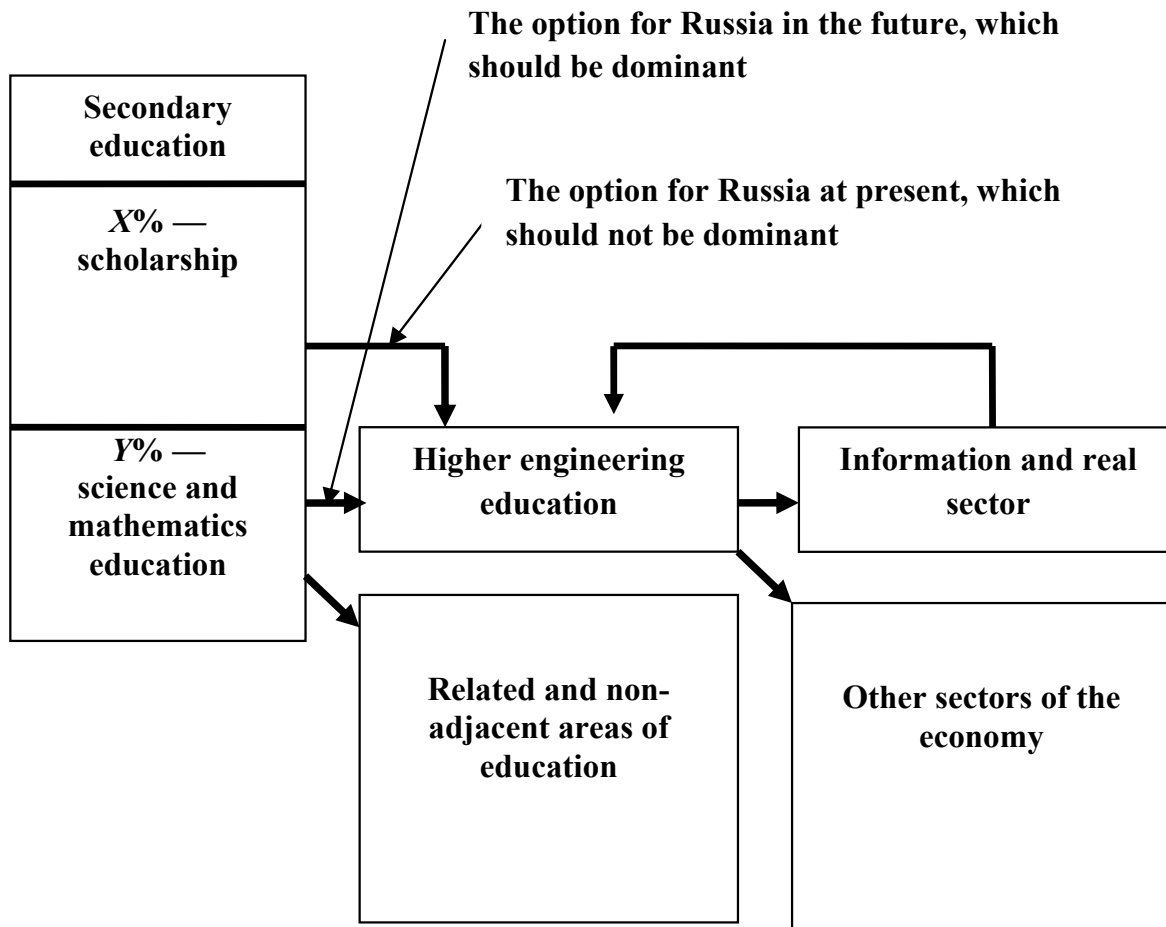 The option for Russia in the future, which
should be dominant
Secondary
education
The option for Russia at present, which
should not be dominant
X% —
scholarship
Y% —
science and
mathematics
education
Higher engineering
education
Information and real
sector
Related and non-
adjacent areas of
education
Other sectors of the
economy